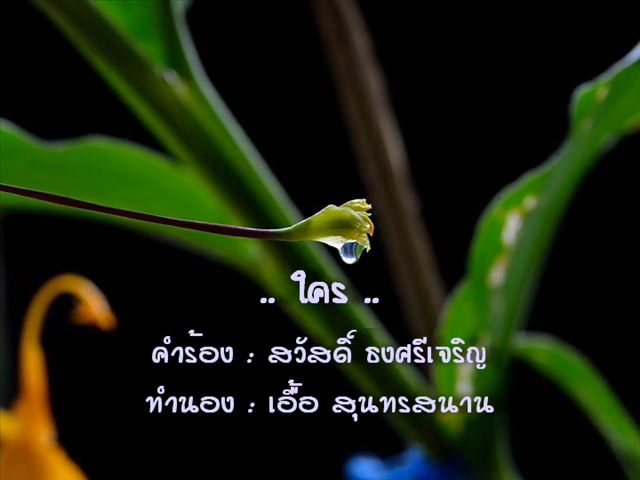 .. ใคร ..
คำร้อง : สวัสดิ์ ธงศรีเจริญ
ทำนอง : เอื้อ สุนทรสนาน